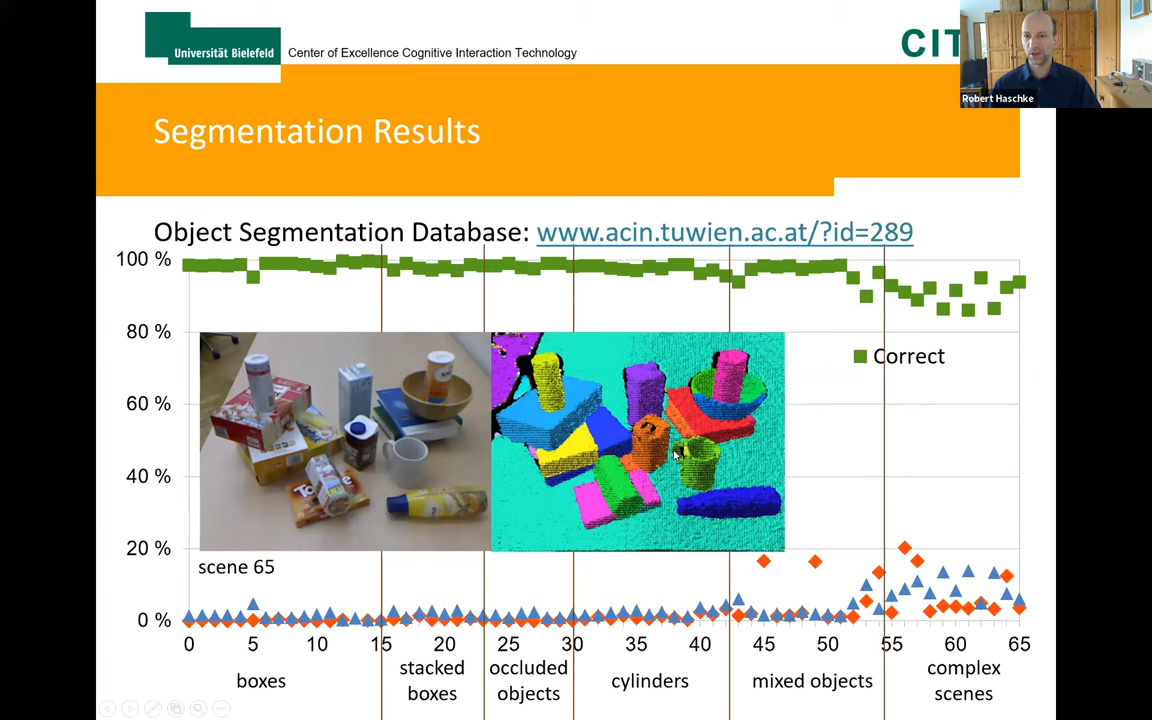 Universität Bielefeld
Center of Excellence Cognitive Interaction Technology
CIT
Robert Haschke
Segmentation Results
Object Segmentation Database: www.acin.tuwien.ac.at/?id=289
100 %
80 %
60 %
40 %
20 %
0 %
Correct
scene 65
0 5 10 15 20 25 30 35 40 45 50 55 60 65
boxes
stacked boxes
occluded objects
cylinders
mixed objects
complex scenes